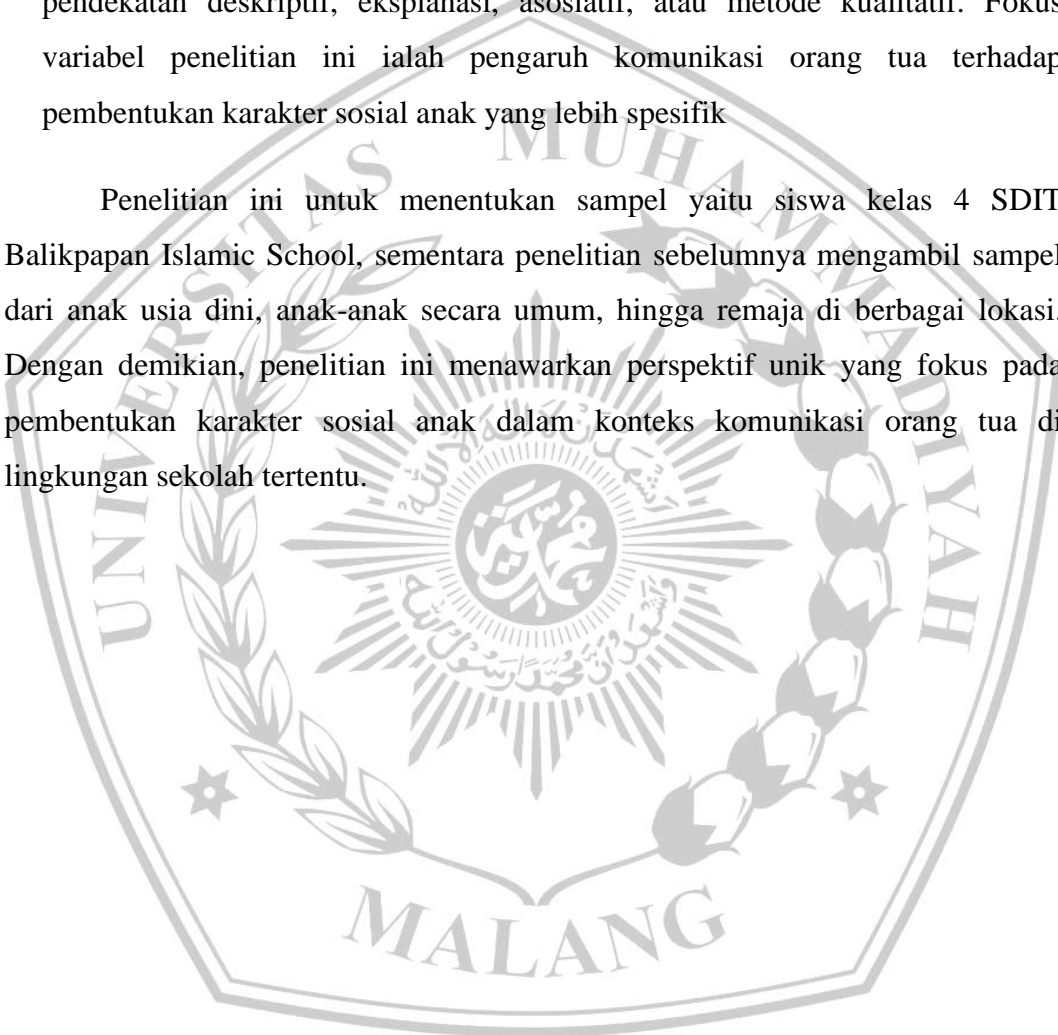 pendekatan deskriptif, eksplanasi, asosiatif, atau metode kualitatif. Fokus
variabel penelitian ini ialah pengaruh komunikasi orang tua terhadap
pembentukan karakter sosial anak yang lebih spesifik
Penelitian ini untuk menentukan sampel yaitu siswa kelas 4 SDIT
Balikpapan Islamic School, sementara penelitian sebelumnya mengambil sampel
dari anak usia dini, anak-anak secara umum, hingga remaja di berbagai lokasi.
Dengan demikian, penelitian ini menawarkan perspektif unik yang fokus pada
pembentukan karakter sosial anak dalam konteks komunikasi orang tua di
lingkungan sekolah tertentu.
UNIVERSITAS MUHAMMADIYAH
MALANG